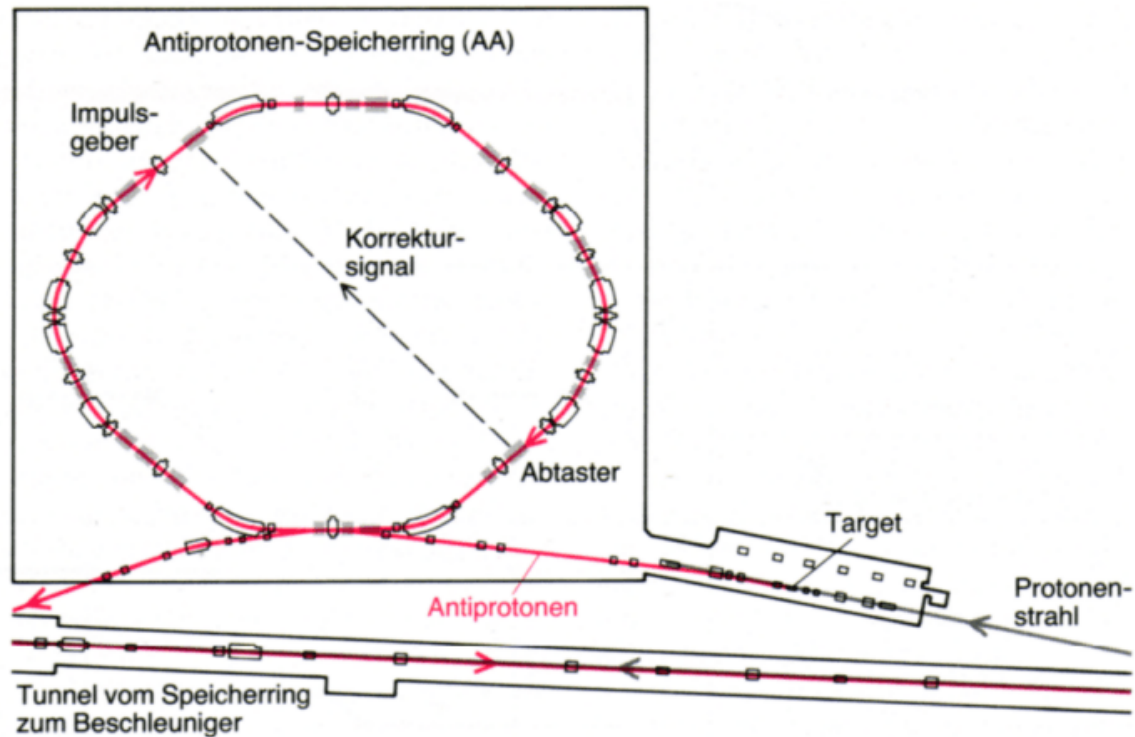 Antiprotonen-Speicherring (AA)
Impuls-
geber
Korrektur-
signal
Abtaster
Target
Antiprotonen
Protonen-
strahl
Tunnel vom Speicherring
zum Beschleuniger